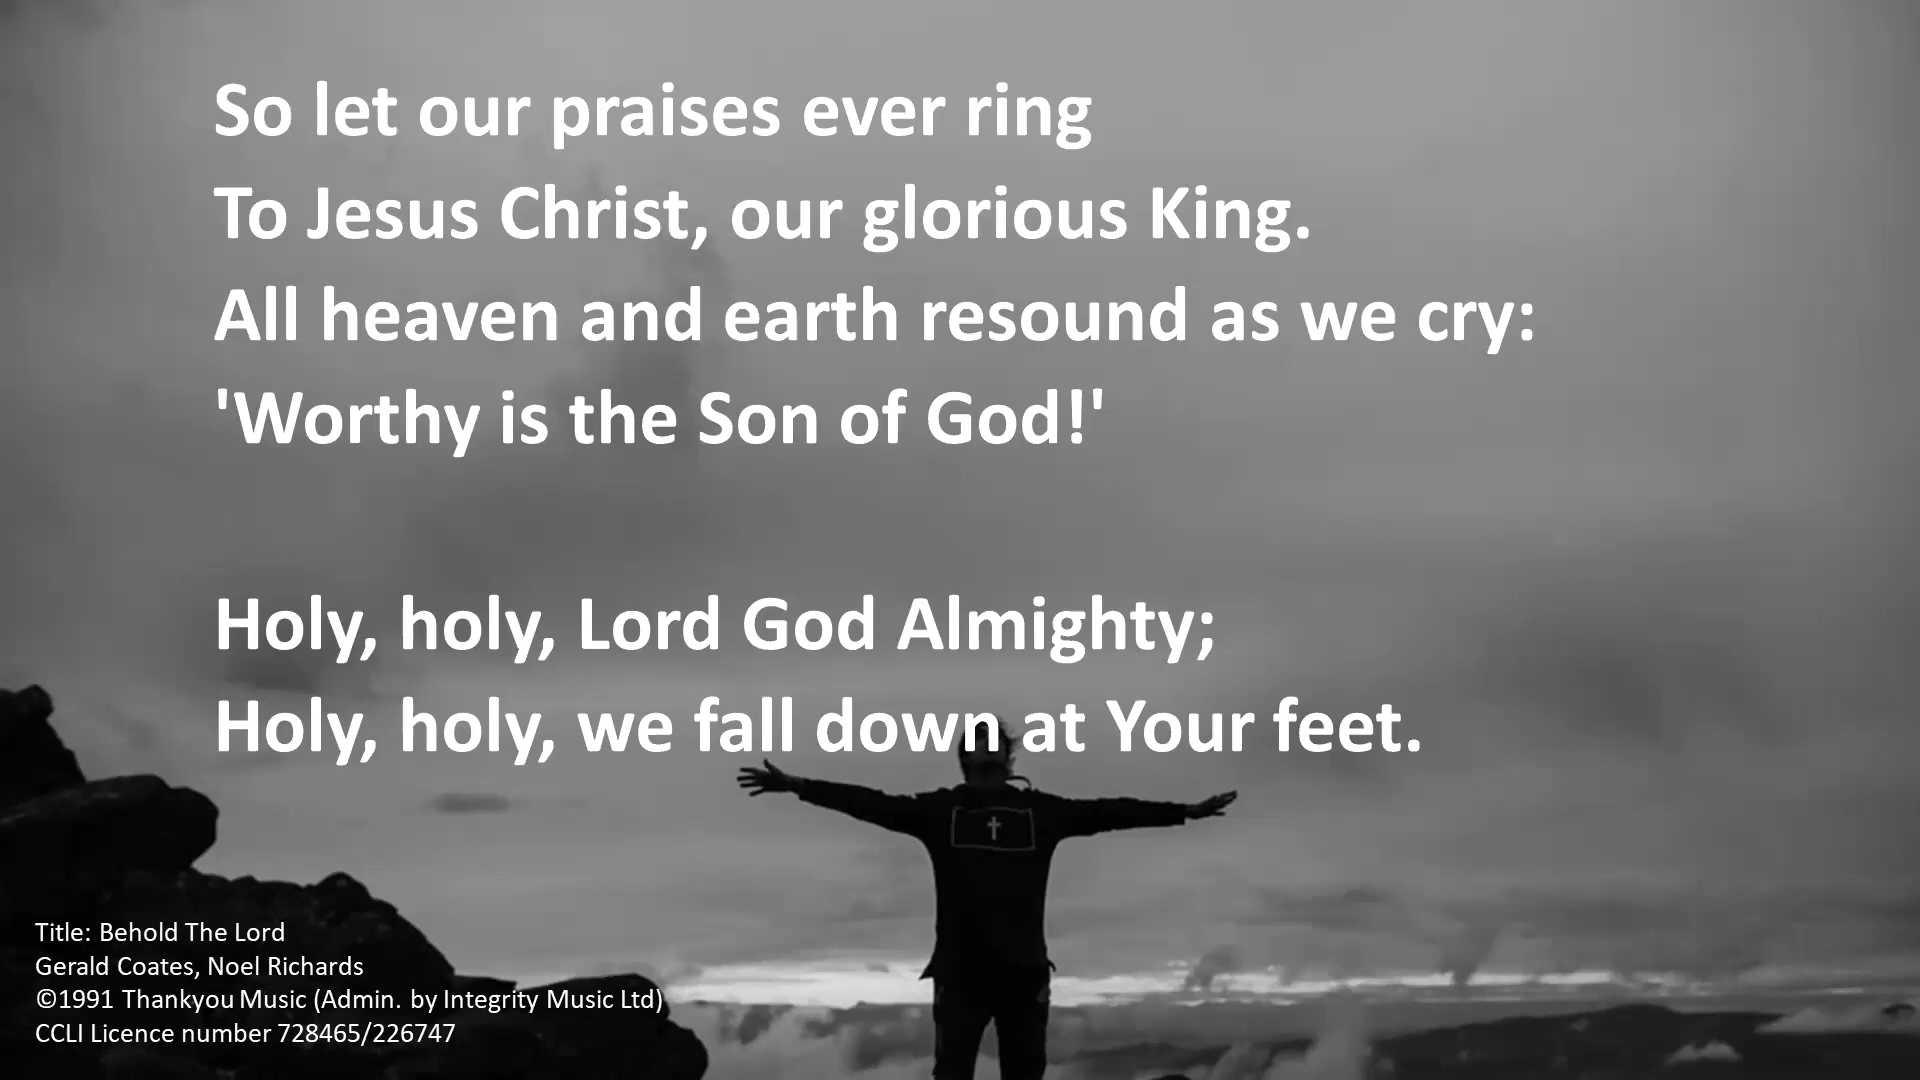 So let our praises ever ring
To Jesus Christ, our glorious King.
All heaven and earth resound as we cry:
'Worthy is the Son of God!'
Holy, holy, Lord God Almighty;
Holy, holy, we fall down at Your feet.
Title: Behold The Lord
Gerald Coates, Noel Richards
©1991 Thankyou Music (Admin. by Integrity Music Ltd)
CCLI Licence number 728465/226747